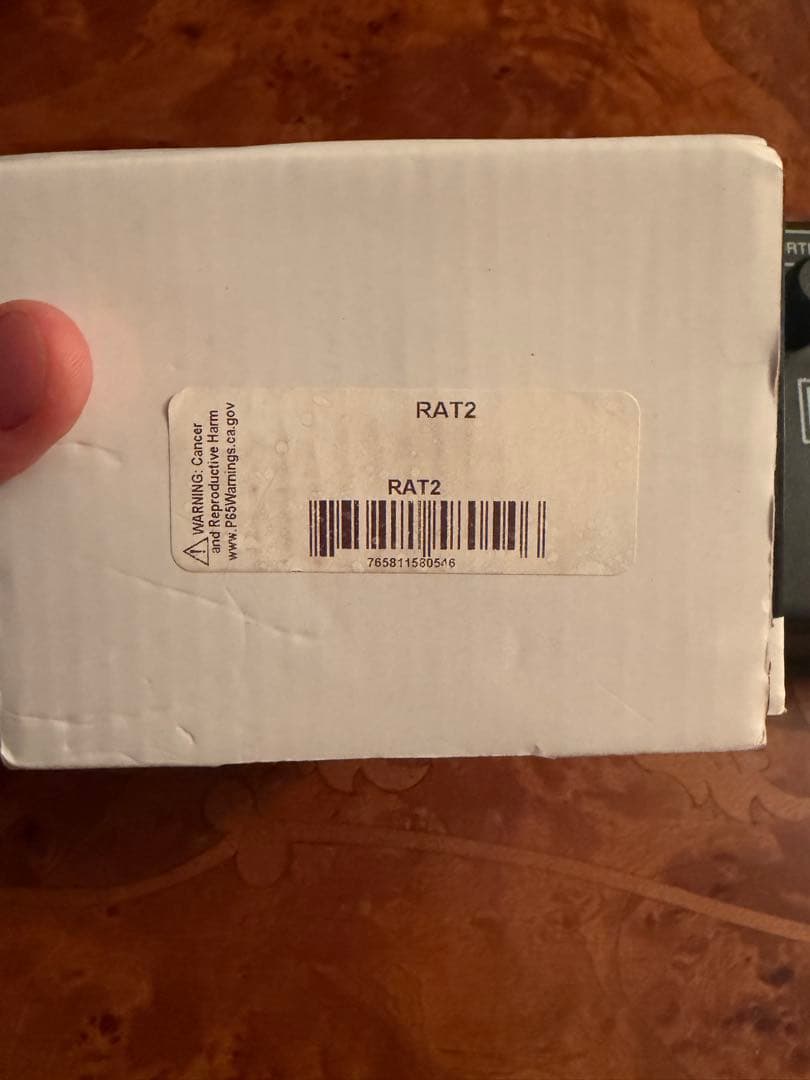 RAT2
RAT2
765811580546
WARNING: Cancer
and Reproductive Harm
www.P65Warnings.ca.gov